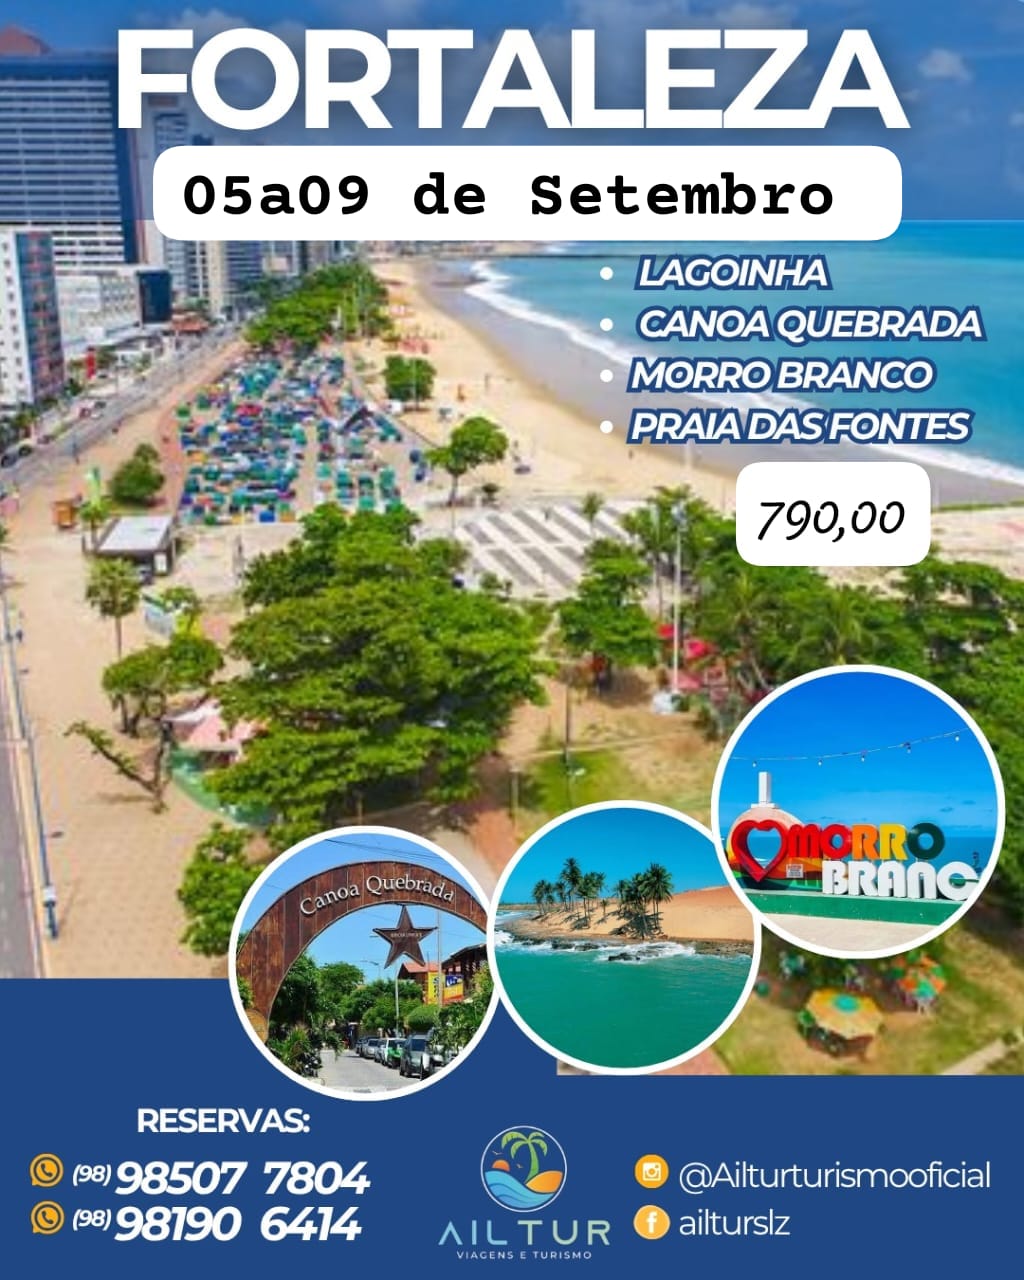 FORTALEZA
05a09 de Setembro
• LAGOINHA
• CANOA QUEBRADA
• MORRO BRANCO
• PRAIA DAS FONTES
790,00
MORRO
BRANC
Canoa Quebrada
RESERVAS:
(98) 98507 7804
(98) 98190 6414
AILTUR
VIAGENS E TURISMO
@Ailturturismooficial
ailturslz